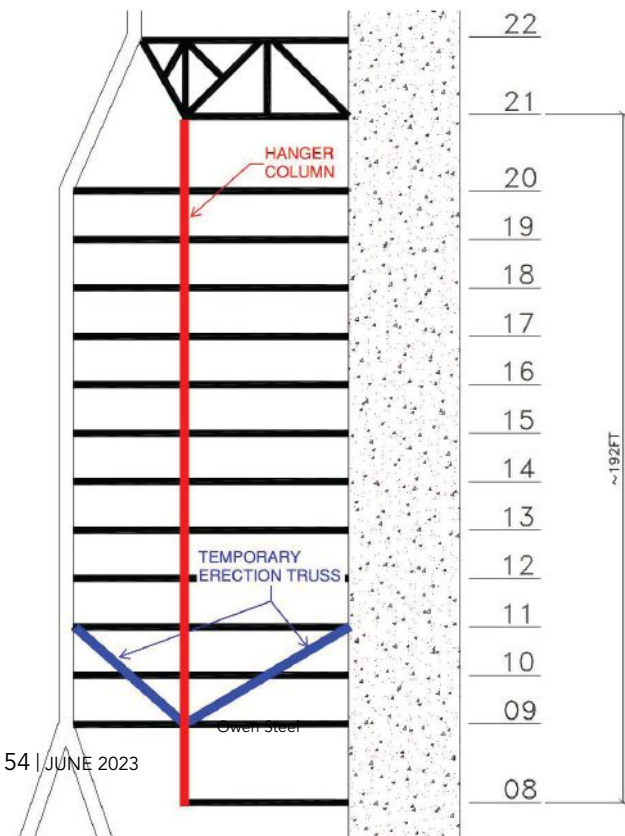 22
21
HANGER
COLUMN
20
19
18
17
16
15
~192FT
14
13
TEMPORARY
ERECTION TRUSS
12
11
10
09
Owen Steel
54 | JUNE 2023
08